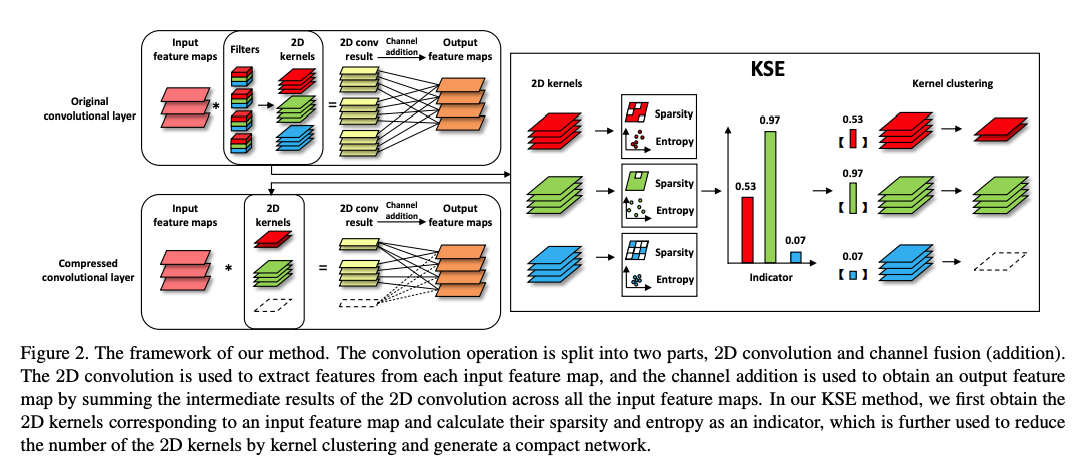 Input
feature maps
Filters
2D
kernels
2D conv
result
Channel
addition
Output
feature maps
Original
convolutional layer
*
=
Input
feature maps
2D
kernels
2D conv
result
Channel
addition
Output
feature maps
Compressed
convolutional layer
*
=
KSE
2D kernels
Kernel clustering
Sparsity
Entropy
Sparsity
Entropy
Sparsity
Entropy
0.53
0.97
0.07
Indicator
0.53
【 】
0.97
【 】
0.07
【 】
Figure 2. The framework of our method. The convolution operation is split into two parts, 2D convolution and channel fusion (addition).
The 2D convolution is used to extract features from each input feature map, and the channel addition is used to obtain an output feature
map by summing the intermediate results of the 2D convolution across all the input feature maps. In our KSE method, we first obtain the
2D kernels corresponding to an input feature map and calculate their sparsity and entropy as an indicator, which is further used to reduce
the number of the 2D kernels by kernel clustering and generate a compact network.